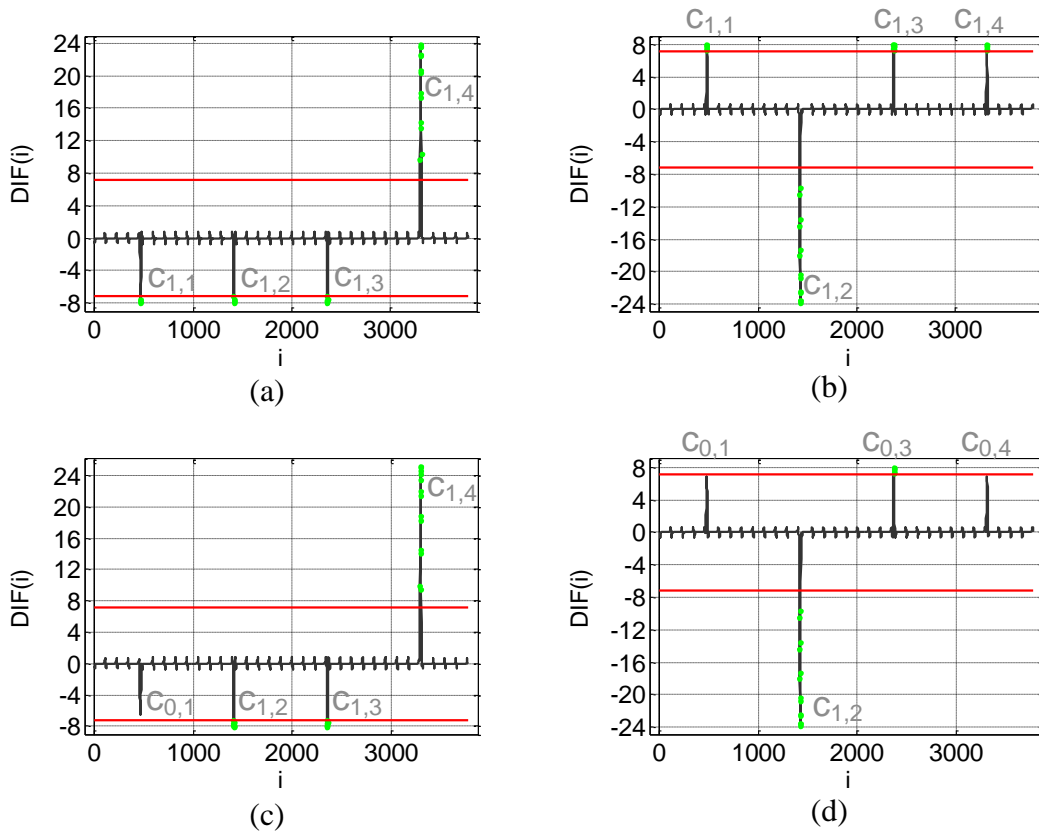 24
20
16
12
8
4
0
-4
-8
DIF(i)
C1,4
C1,1 C1,2 C1,3
0 1000 2000 3000
i
(a)
C1,1 C1,3 C1,4
8
4
0
-4
-8
-12
-16
-20
-24
DIF(i)
C1,2
0 1000 2000 3000
i
(b)
24
20
16
12
8
4
0
-4
-8
DIF(i)
C1,4
C0,1 C1,2 C1,3
0 1000 2000 3000
i
(c)
C0,1 C0,3 C0,4
8
4
0
-4
-8
-12
-16
-20
-24
DIF(i)
C1,2
0 1000 2000 3000
i
(d)